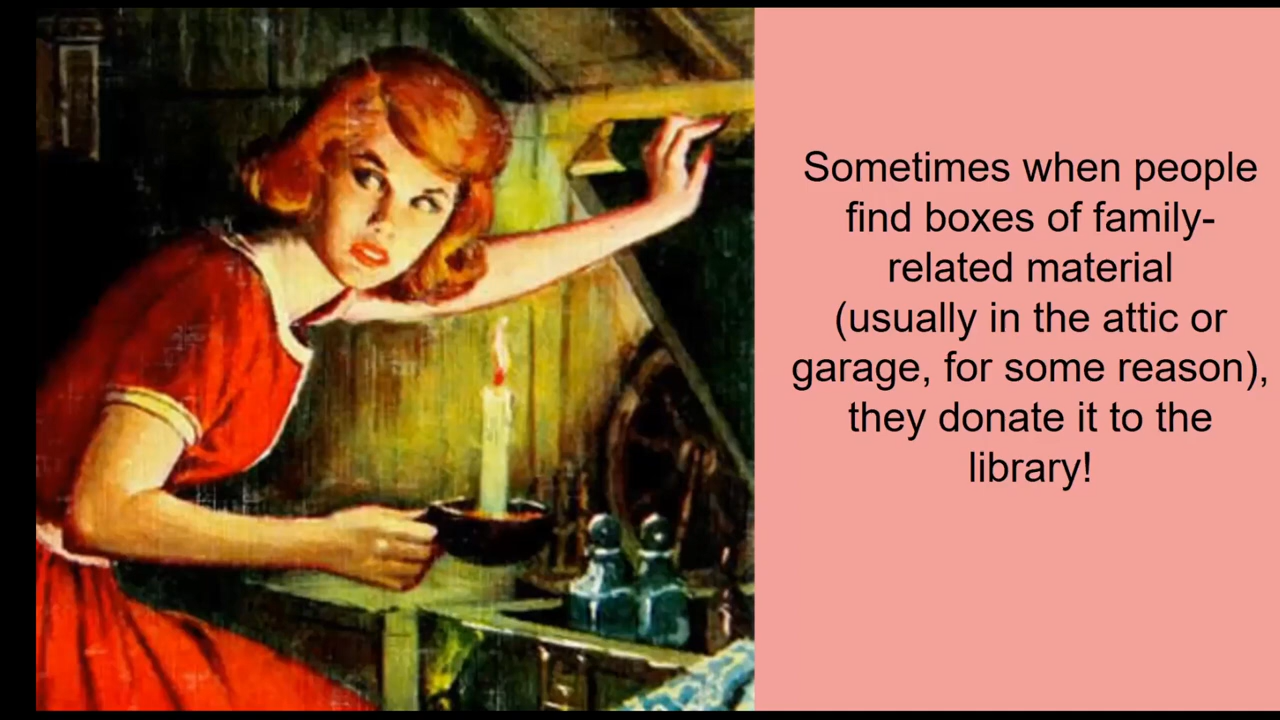 Sometimes when people
find boxes of family-
related material
(usually in the attic or
garage, for some reason),
they donate it to the
library!